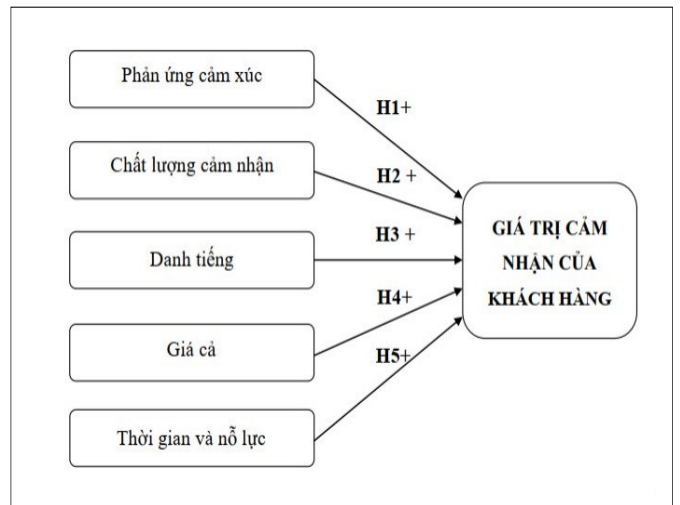 Phản ứng cảm xúc
H1+
Chất lượng cảm nhận
H2 +
Danh tiếng
H3 +
GIÁ TRỊ CẢM
NHẬN CỦA
KHÁCH HÀNG
Giá cả
H4+
Thời gian và nỗ lực
H5+